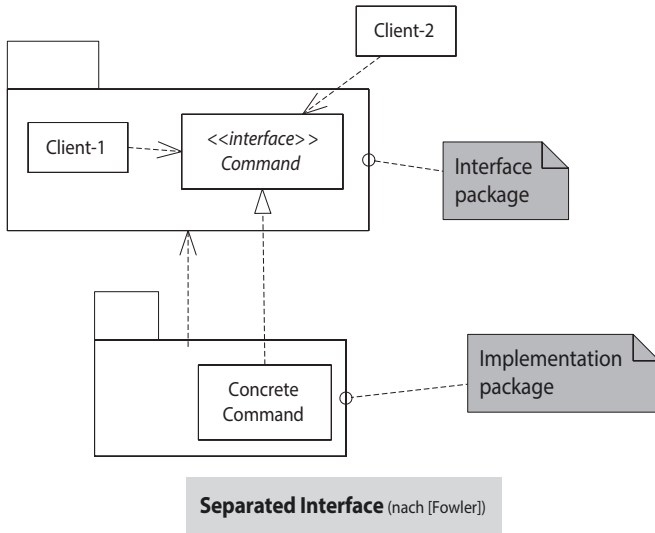 Client-2
Client-1
<<interface>>
Command
Interface
package
Concrete
Command
Implementation
package
Separated Interface (nach [Fowler])